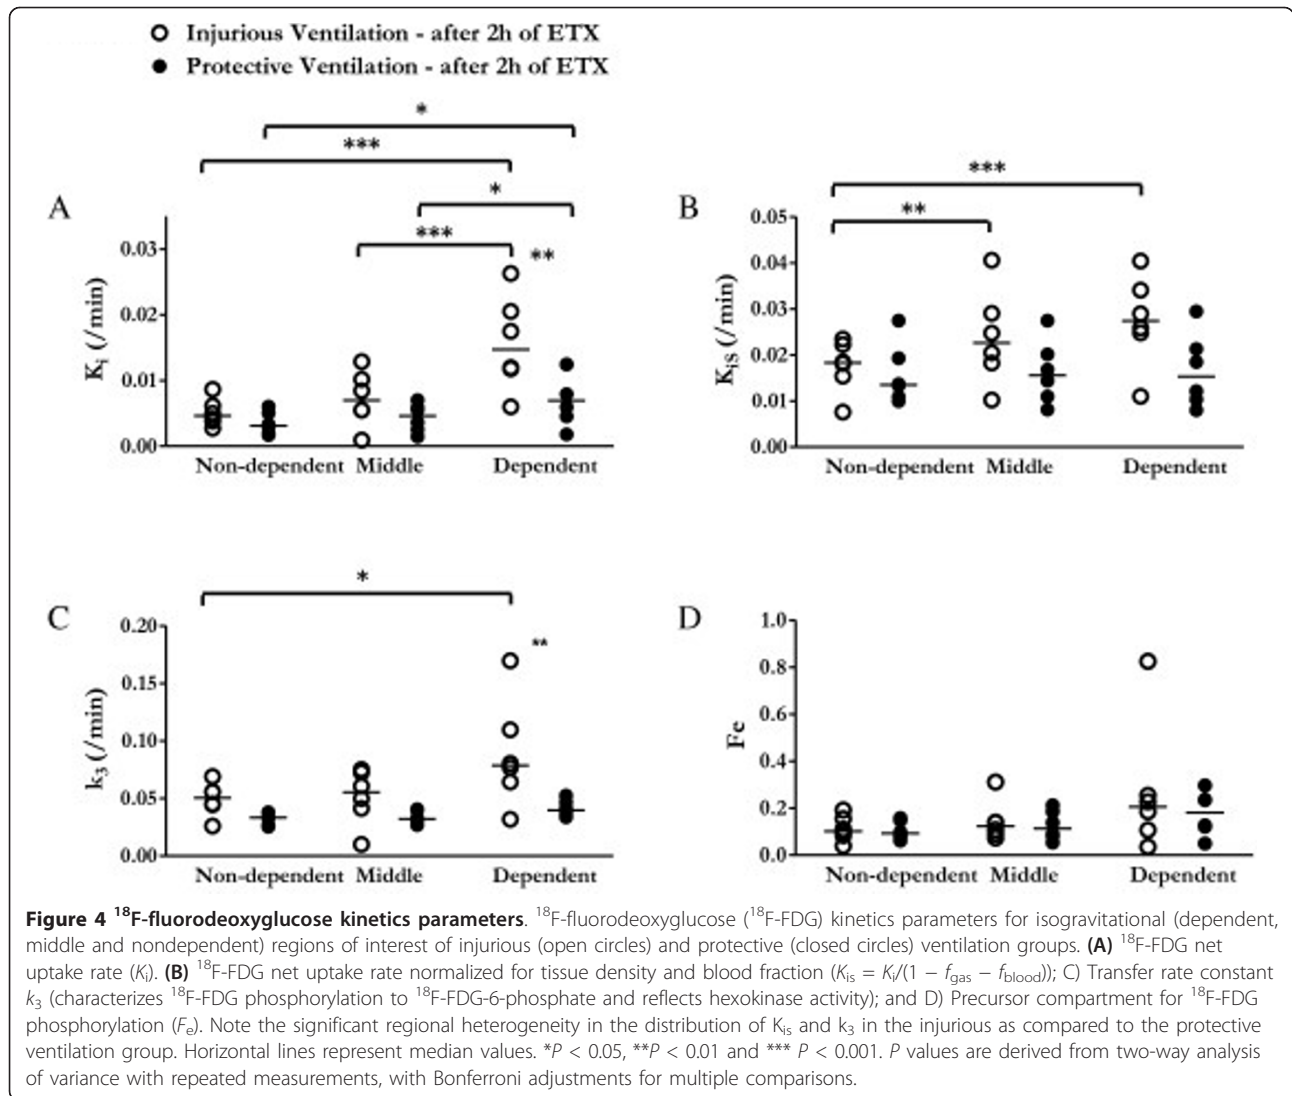 Injurious Ventilation - after 2h of ETX
Protective Ventilation - after 2h of ETX
*
***
*
***
**
A
0.03
0.02
0.01
0.00
Ki (/min)
Non-dependent Middle Dependent
***
**
B
0.05
0.04
0.03
0.02
0.01
0.00
KiS (/min)
Non-dependent Middle Dependent
*
**
C
0.20
0.15
0.10
0.05
0.00
k3 (/min)
Non-dependent Middle Dependent
D
1.0
0.8
0.6
0.4
0.2
0.0
Fe
Non-dependent Middle Dependent
Figure 4 18F-fluorodeoxyglucose kinetics parameters. 18F-fluorodeoxyglucose (18F-FDG) kinetics parameters for isogravitational (dependent,
middle and nondependent) regions of interest of injurious (open circles) and protective (closed circles) ventilation groups. (A) 18F-FDG net
uptake rate (Ki). (B) 18F-FDG net uptake rate normalized for tissue density and blood fraction (Kis = Ki/(1 − fgas − fblood)); C) Transfer rate constant
k3 (characterizes 18F-FDG phosphorylation to 18F-FDG-6-phosphate and reflects hexokinase activity); and D) Precursor compartment for 18F-FDG
phosphorylation (Fe). Note the significant regional heterogeneity in the distribution of Kis and k3 in the injurious as compared to the protective
ventilation group. Horizontal lines represent median values. *P < 0.05, **P < 0.01 and *** P < 0.001. P values are derived from two-way analysis
of variance with repeated measurements, with Bonferroni adjustments for multiple comparisons.